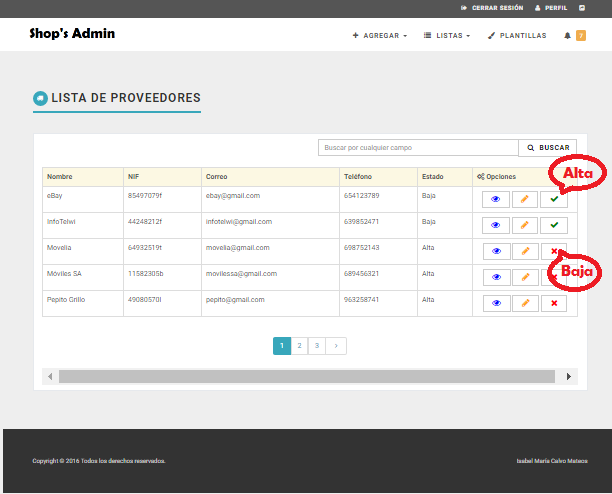 CERRAR SESIÓN PERFIL
Shop's Admin
AGREGAR LISTAS PLANTILLAS 2
LISTA DE PROVEEDORES
Buscar por cualquier campo BUSCAR
Nombre NIF Correo Teléfono Estado Opciones
Alta
eBay 85497079f ebay@gmail.com 654123789 Baja
InfoTelwi 44248212f infotelwi@gmail.com 639852471 Baja
Movelia 64932519t movelia@gmail.com 698752143 Alta
Baja
Móviles SA 11582305b movilessa@gmail.com 689456321 Alta
Pepito Grillo 49080570l pepito@gmail.com 963258741 Alta
1 2 3 >
Copyright © 2016 Todos los derechos reservados. Isabel María Calvo Mateos